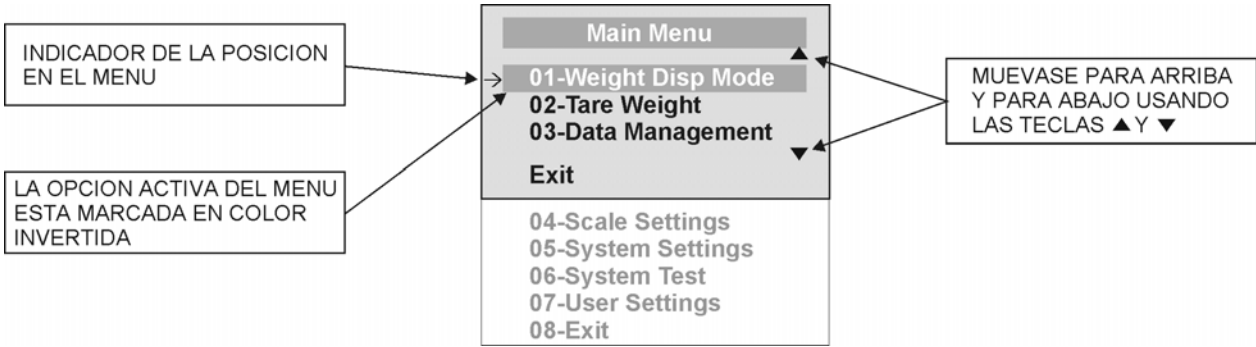 INDICADOR DE LA POSICION
EN EL MENU
LA OPCION ACTIVA DEL MENU
ESTA MARCADA EN COLOR
INVERTIDA
Main Menu
01-Weight Disp Mode
02-Tare Weight
03-Data Management
Exit
04-Scale Settings
05-System Settings
06-System Test
07-User Settings
08-Exit
MUEVASE PARA ARRIBA
Y PARA ABAJO USANDO
LAS TECLAS ▲ Y ▼